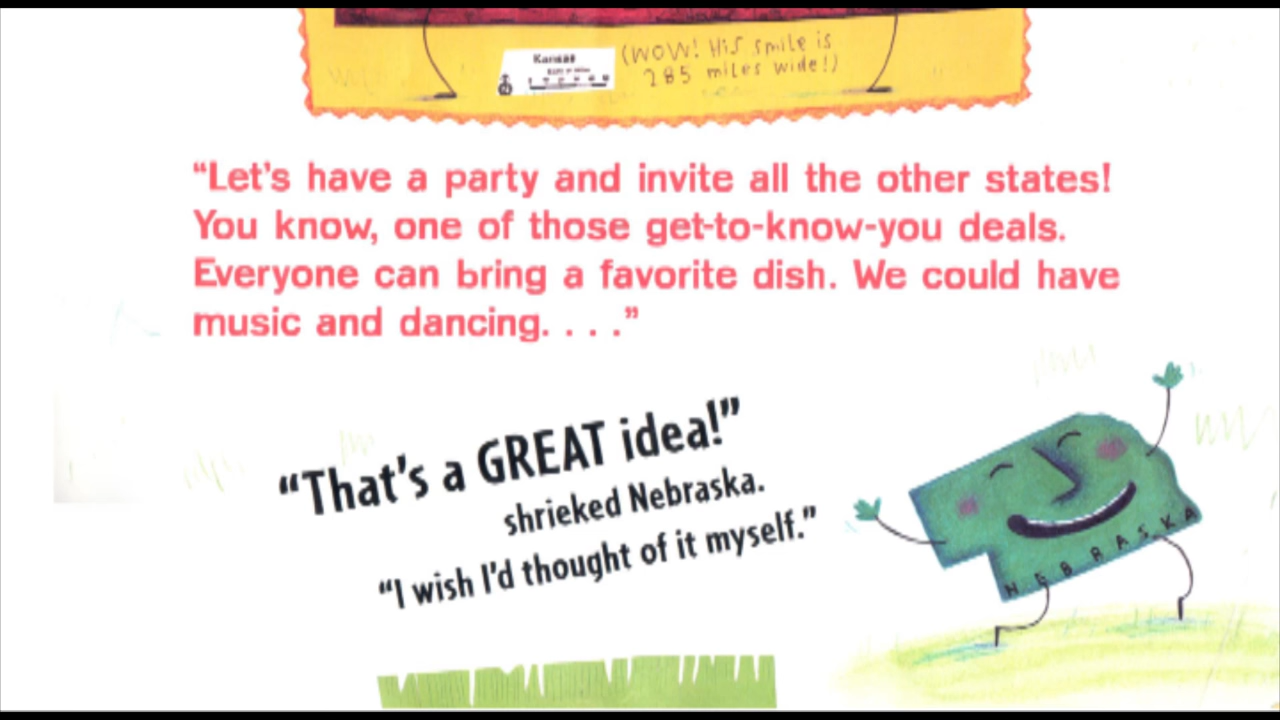 (WOW! HiS smile is
285 miles wide!)
Kansas
“Let’s have a party and invite all the other states!
You know, one of those get-to-know-you deals.
Everyone can bring a favorite dish. We could have
music and dancing. . . .”
“That’s a GREAT idea!”
shrieked Nebraska.
“I wish I’d thought of it myself.”
NEBRASKA